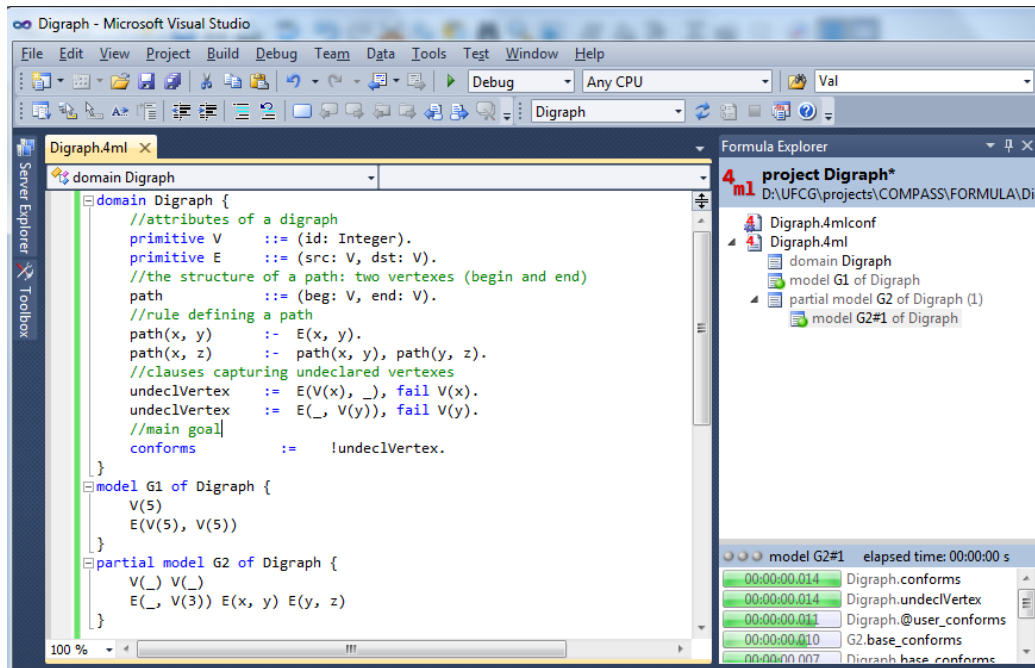 Digraph - Microsoft Visual Studio
File Edit View Project Build Debug Team Data Tools Test Window Help
Debug Any CPU Val
Digraph
Server Explorer
Toolbox
Digraph.4ml
domain Digraph
domain Digraph {
//attributes of a digraph
primitive V ::= (id: Integer).
primitive E ::= (src: V, dst: V).
//the structure of a path: two vertexes (begin and end)
path ::= (beg: V, end: V).
//rule defining a path
path(x, y) :- E(x, y).
path(x, z) :- path(x, y), path(y, z).
//clauses capturing undeclared vertexes
undeclVertex := E(V(x), _), fail V(x).
undeclVertex := E(_, V(y)), fail V(y).
//main goal
conforms := !undeclVertex.
}
model G1 of Digraph {
V(5)
E(V(5), V(5))
}
partial model G2 of Digraph {
V(_) V(_)
E(_, V(3)) E(x, y) E(y, z)
}
100 %
Formula Explorer
4ml project Digraph*
D:\UFCG\projects\COMPASS\FORMULA\Di
Digraph.4mlconf
Digraph.4ml
domain Digraph
model G1 of Digraph
partial model G2 of Digraph (1)
model G2#1 of Digraph
model G2#1 elapsed time: 00:00:00 s
00:00:00.014 Digraph.conforms
00:00:00.014 Digraph.undeclVertex
00:00:00.011 Digraph.@user_conforms
00:00:00.010 G2.base_conforms
00:00:00.007 Digraph.base_conforms